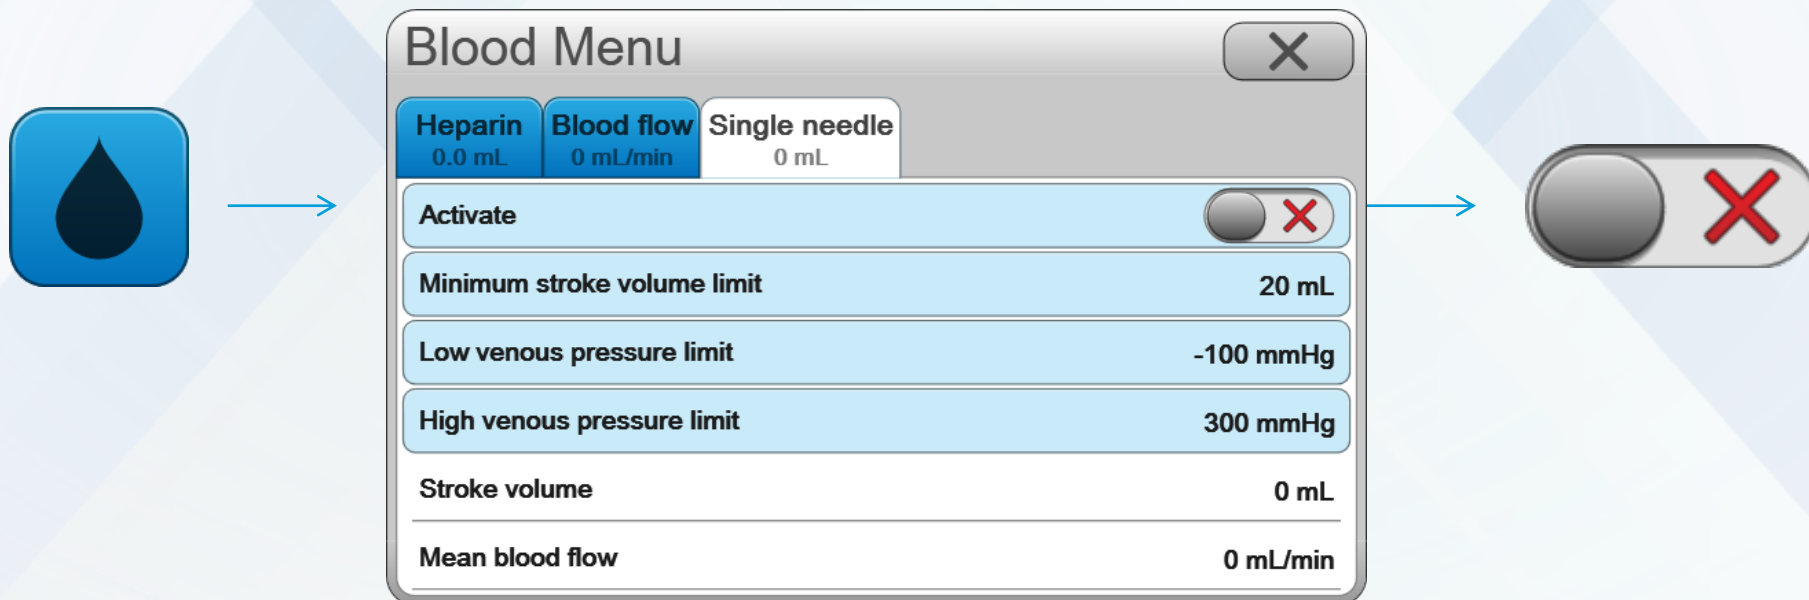 Blood Menu
Heparin
0.0 mL
Blood flow
0 mL/min
Single needle
0 mL
Activate
Minimum stroke volume limit 20 mL
Low venous pressure limit -100 mmHg
High venous pressure limit 300 mmHg
Stroke volume 0 mL
Mean blood flow 0 mL/min